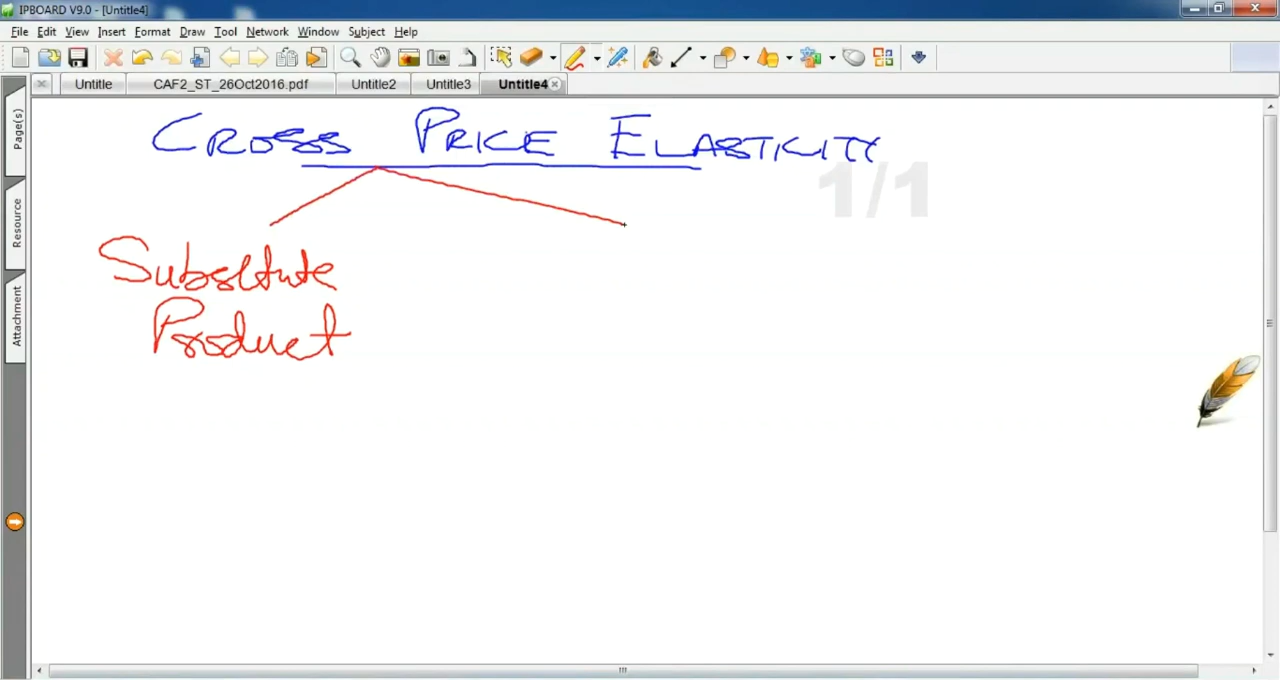 IPBOARD V9.0 - [Untitle4]
File Edit View Insert Format Draw Tool Network Window Subject Help
Untitle CAF2_ST_26Oct2016.pdf Untitle2 Untitle3 Untitle4
Page(s)
Resource
Attachment
CROSS PRICE ELASTICITY
1/1
Substitute
Product